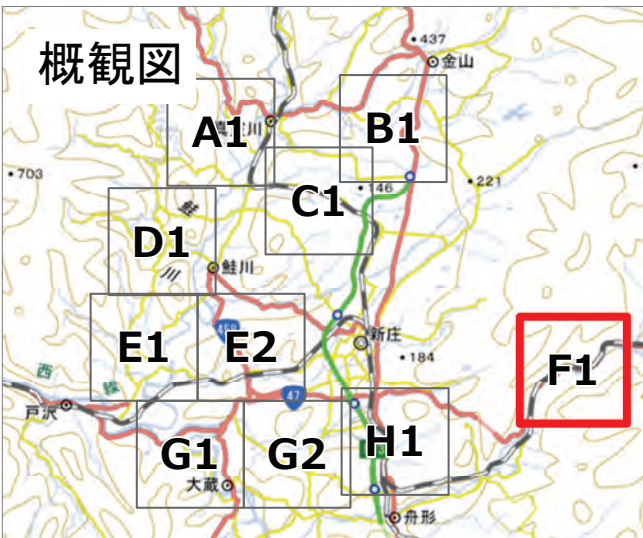 概観図
・437
金山
A1
B1
・703
C1
・146
・221
D1
鮭
川
鮭川
E1
E2
458
新庄
・184
F1
西
線
戸沢
47
G1
G2
H1
大蔵
舟形